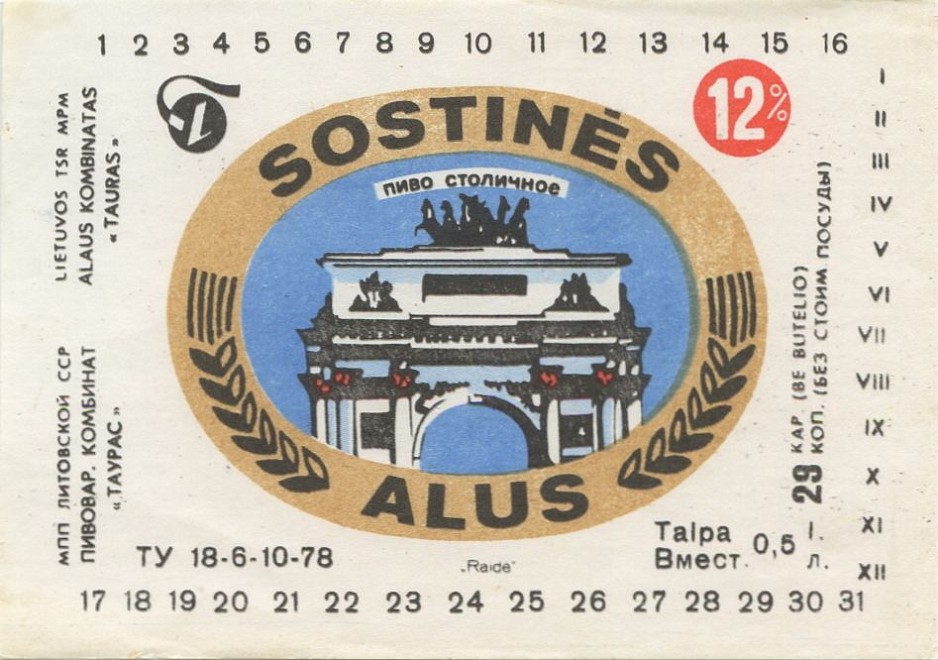 1 2 3 4 5 6 7 8 9 10 11 12 13 14 15 16
LIETUVOS TSR MPM
ALAUS KOMBINATAS
«TAURAS»
МПП ЛИТОВСКОЙ ССР
ПИВОВАР. КОМБИНАТ
«ТАУРАС»
SOSTINĖS
ПИВО СТОЛИЧНОЕ
ALUS
12%
29 KAP. (BE BUTELIO)
КОП. (БЕЗ СТОИМ. ПОСУДЫ)
I
II
III
IV
V
VI
VII
VIII
IX
X
XI
XII
ТУ 18-6-10-78
„Raidė"
Talpa 0,5 l.
Вмест. л.
17 18 19 20 21 22 23 24 25 26 27 28 29 30 31